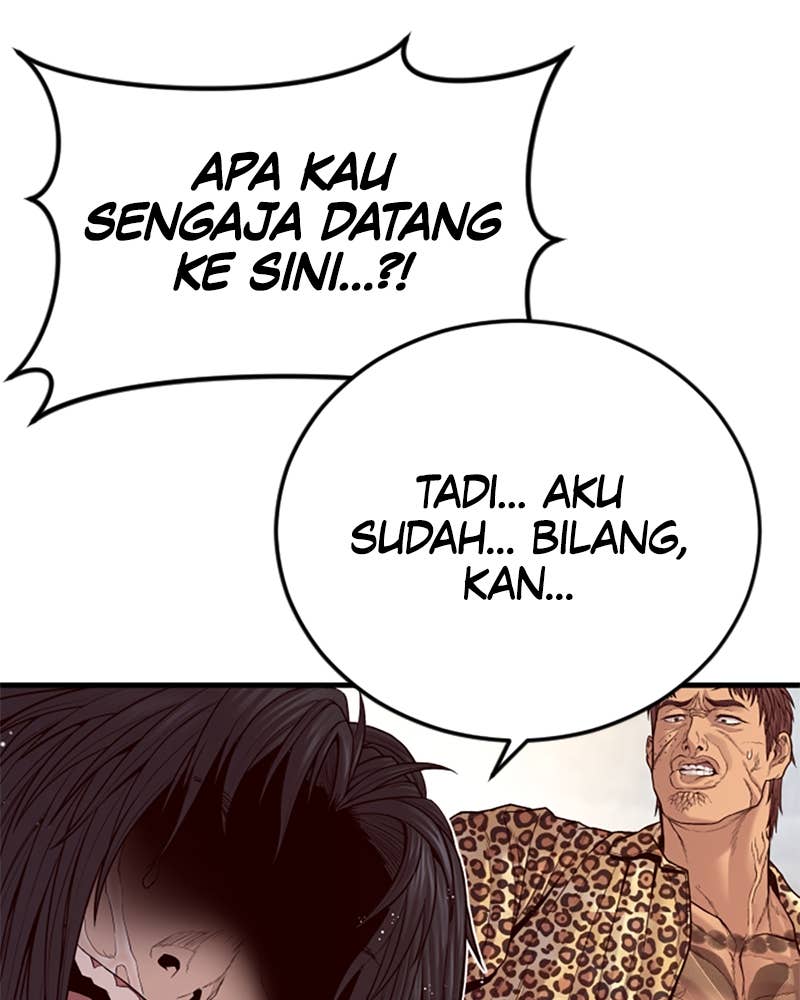 APA KAU
SENGAJA DATANG
KE SINI...?!
TADI... AKU
SUDAH... BILANG,
KAN...